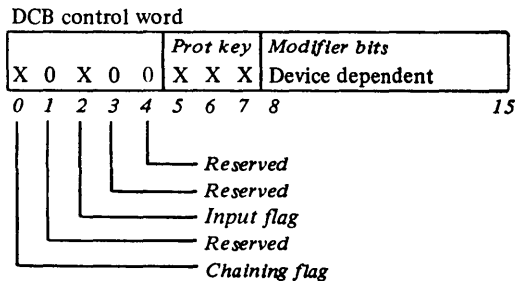 DCB control word
Prot key Modifier bits
X 0 X 0 0 X X X Device dependent
0 1 2 3 4 5 6 7 8 15
Reserved
Reserved
Input flag
Reserved
Chaining flag